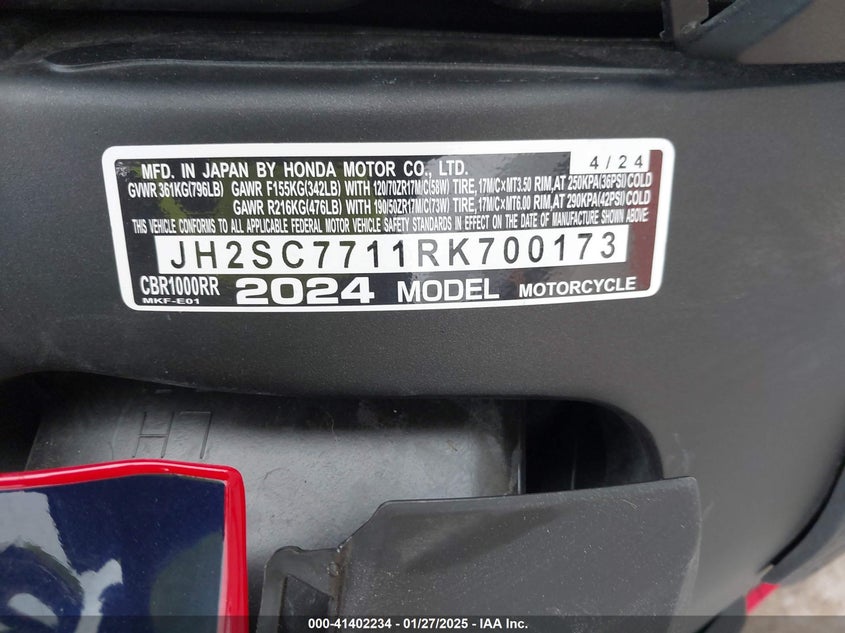 MFD. IN JAPAN BY HONDA MOTOR CO., LTD. 4/24
GVWR 361KG(796LB) GAWR F155KG(342LB) WITH 120/70ZR17M/C(58W) TIRE, 17M/C×MT3.50 RIM, AT 250KPA(36PSI)COLD
GAWR R216KG(476LB) WITH 190/50ZR17M/C(73W) TIRE, 17M/C×MT6.00 RIM, AT 290KPA(42PSI)COLD
THIS VEHICLE CONFORMS TO ALL APPLICABLE FEDERAL MOTOR VEHICLE SAFETY STANDARDS IN EFFECT ON THE DATE OF MANUFACTURE SHOWN ABOVE.
JH2SC7711RK700173
CBR1000RR 2024 MODEL MOTORCYCLE
MKF-E01
000-41402234 - 01/27/2025 - IAA Inc.